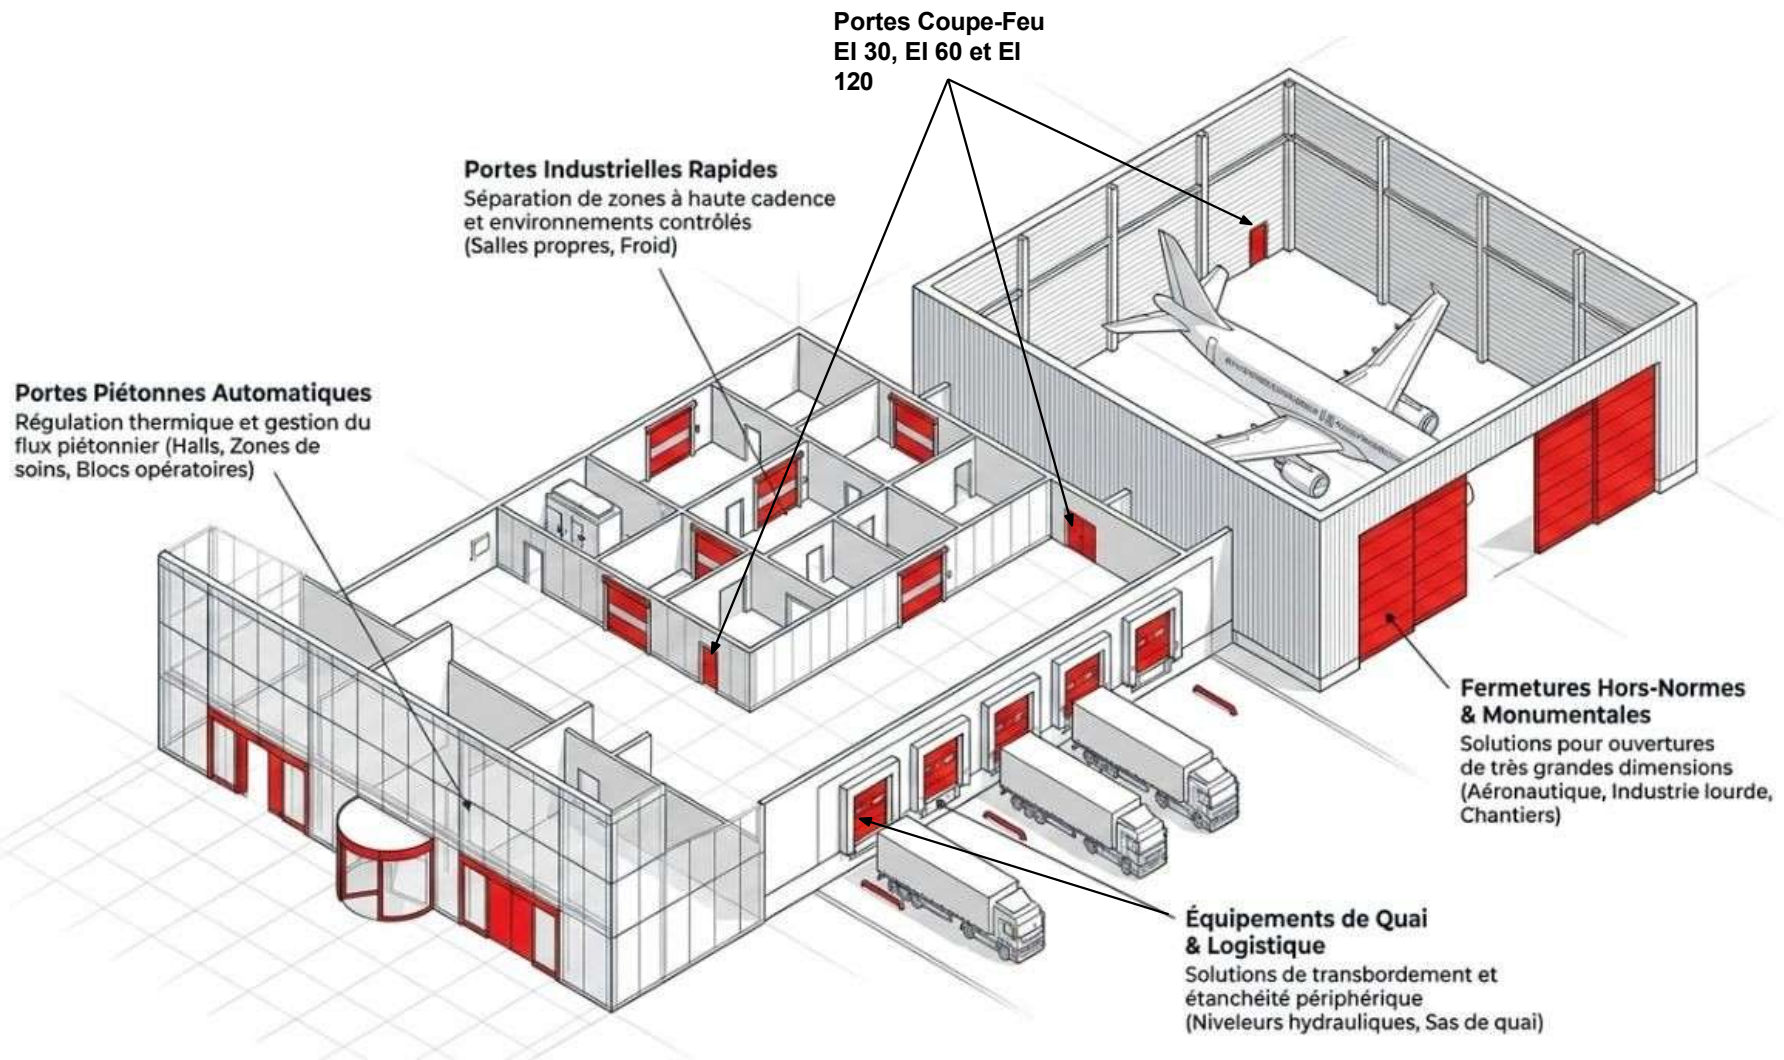 Portes Coupe-Feu
EI 30, EI 60 et EI
120
Portes Industrielles Rapides
Séparation de zones à haute cadence
et environnements contrôlés
(Salles propres, Froid)
Portes Piétonnes Automatiques
Régulation thermique et gestion du
flux piétonnier (Halls, Zones de
soins, Blocs opératoires)
Fermetures Hors-Normes
& Monumentales
Solutions pour ouvertures
de très grandes dimensions
(Aéronautique, Industrie lourde,
Chantiers)
Équipements de Quai
& Logistique
Solutions de transbordement et
étanchéité périphérique
(Niveleurs hydrauliques, Sas de quai)